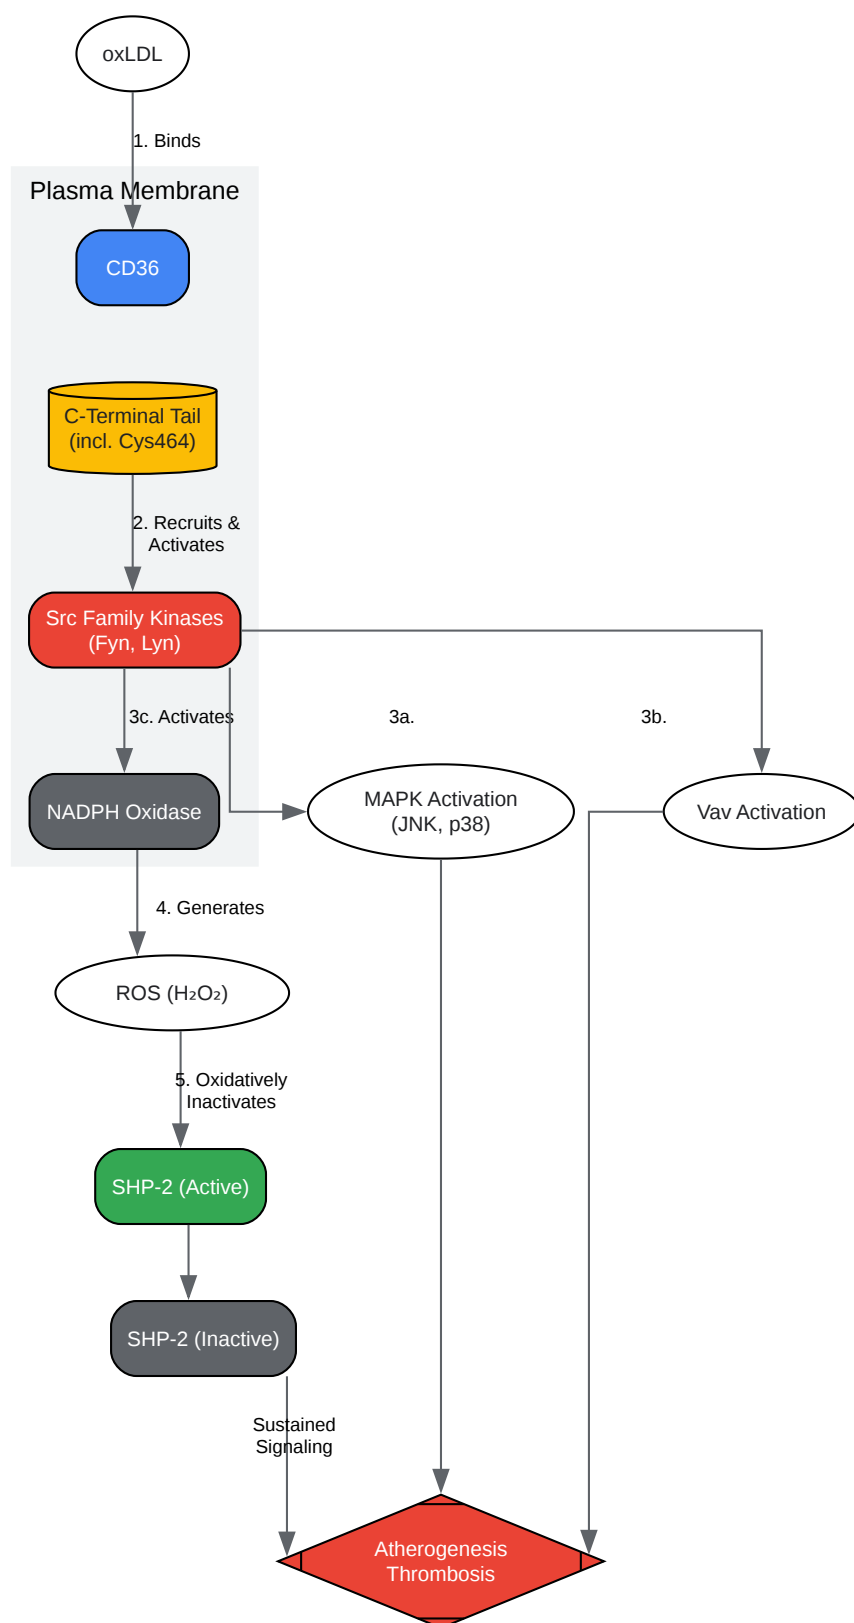 oxLDL
1. Binds
Plasma Membrane
CD36
C-Terminal Tail
(incl. Cys464)
2. Recruits &
Activates
Src Family Kinases
(Fyn, Lyn)
3c. Activates
3a.
3b.
NADPH Oxidase
MAPK Activation
(JNK, p38)
Vav Activation
4. Generates
ROS (H₂O₂)
5. Oxidatively
Inactivates
SHP-2 (Active)
SHP-2 (Inactive)
Sustained
Signaling
Atherogenesis
Thrombosis